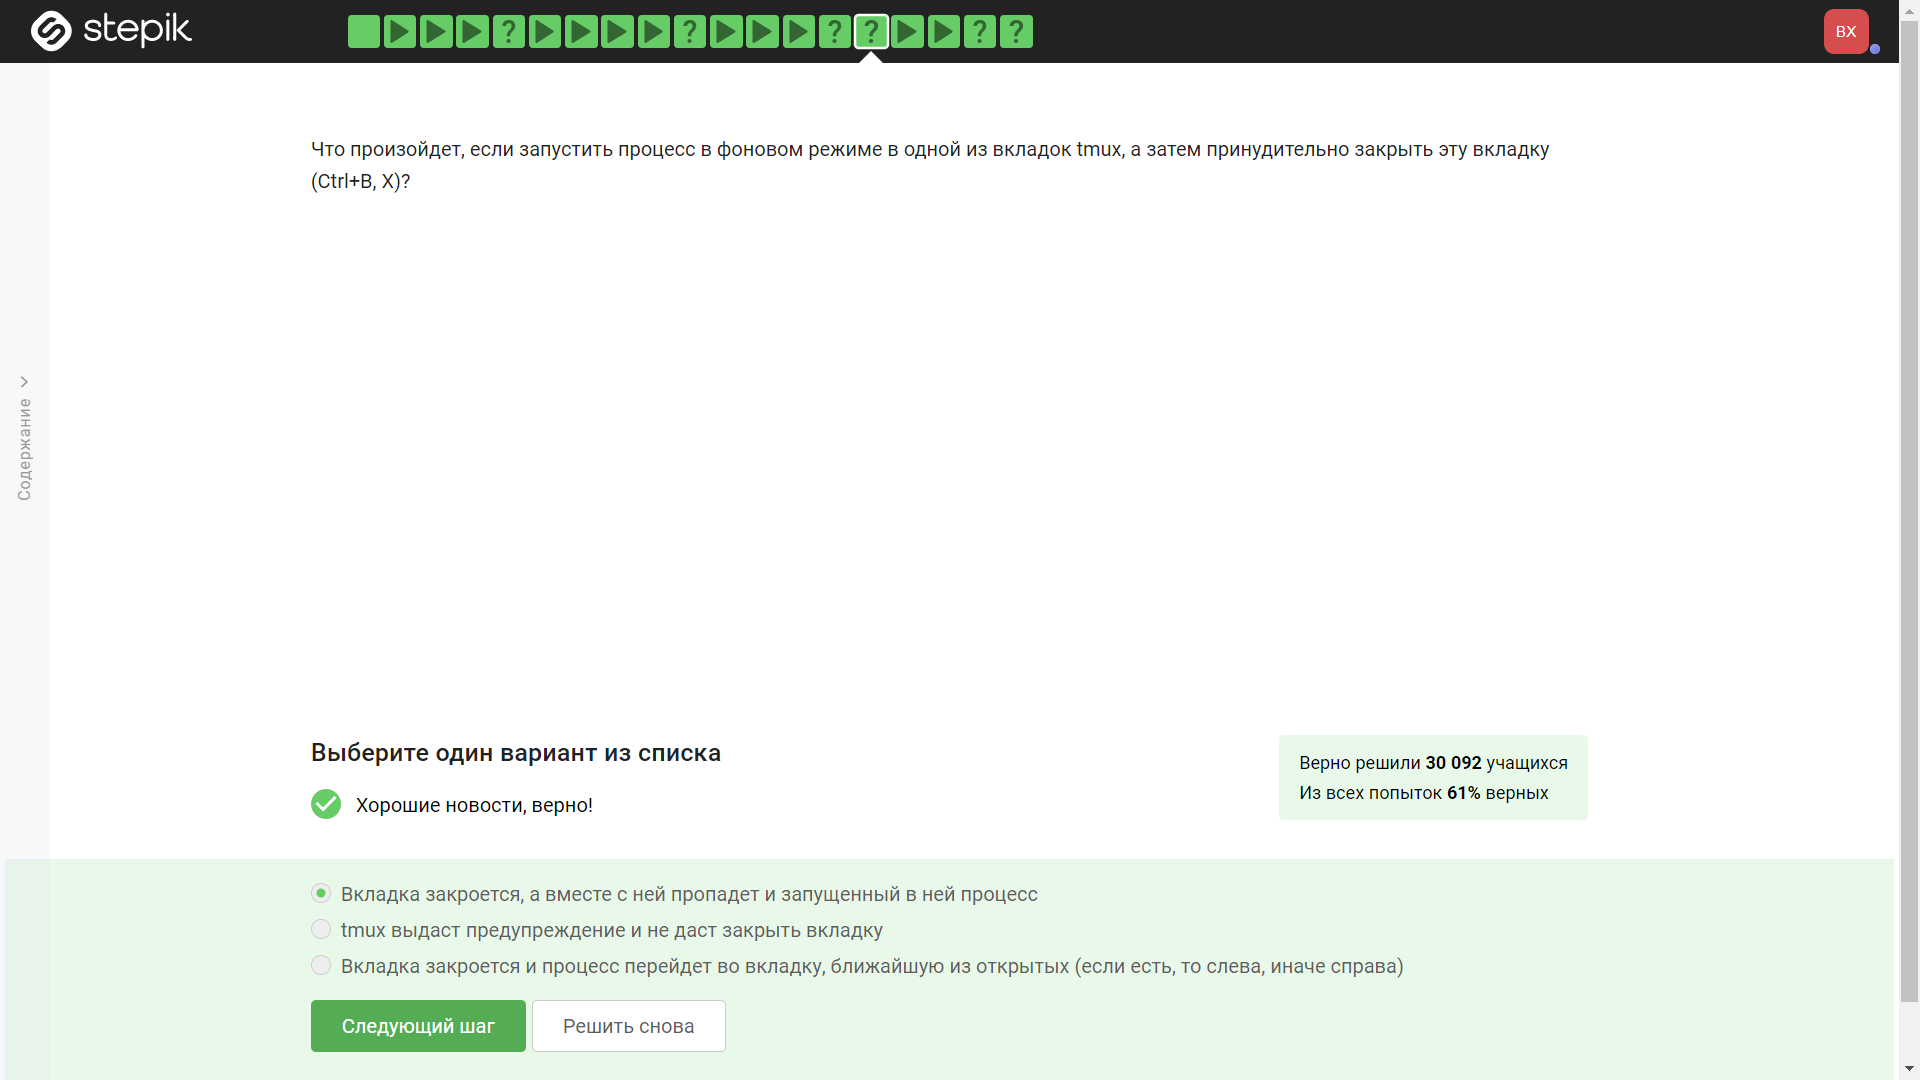 stepik
? ? ? ? ? ?
ВХ
Что произойдет, если запустить процесс в фоновом режиме в одной из вкладок tmux, а затем принудительно закрыть эту вкладку
(Ctrl+B, X)?
Содержание
Выберите один вариант из списка
Хорошие новости, верно!
Верно решили 30 092 учащихся
Из всех попыток 61% верных
Вкладка закроется, а вместе с ней пропадет и запущенный в ней процесс
tmux выдаст предупреждение и не даст закрыть вкладку
Вкладка закроется и процесс перейдет во вкладку, ближайшую из открытых (если есть, то слева, иначе справа)
Следующий шаг
Решить снова